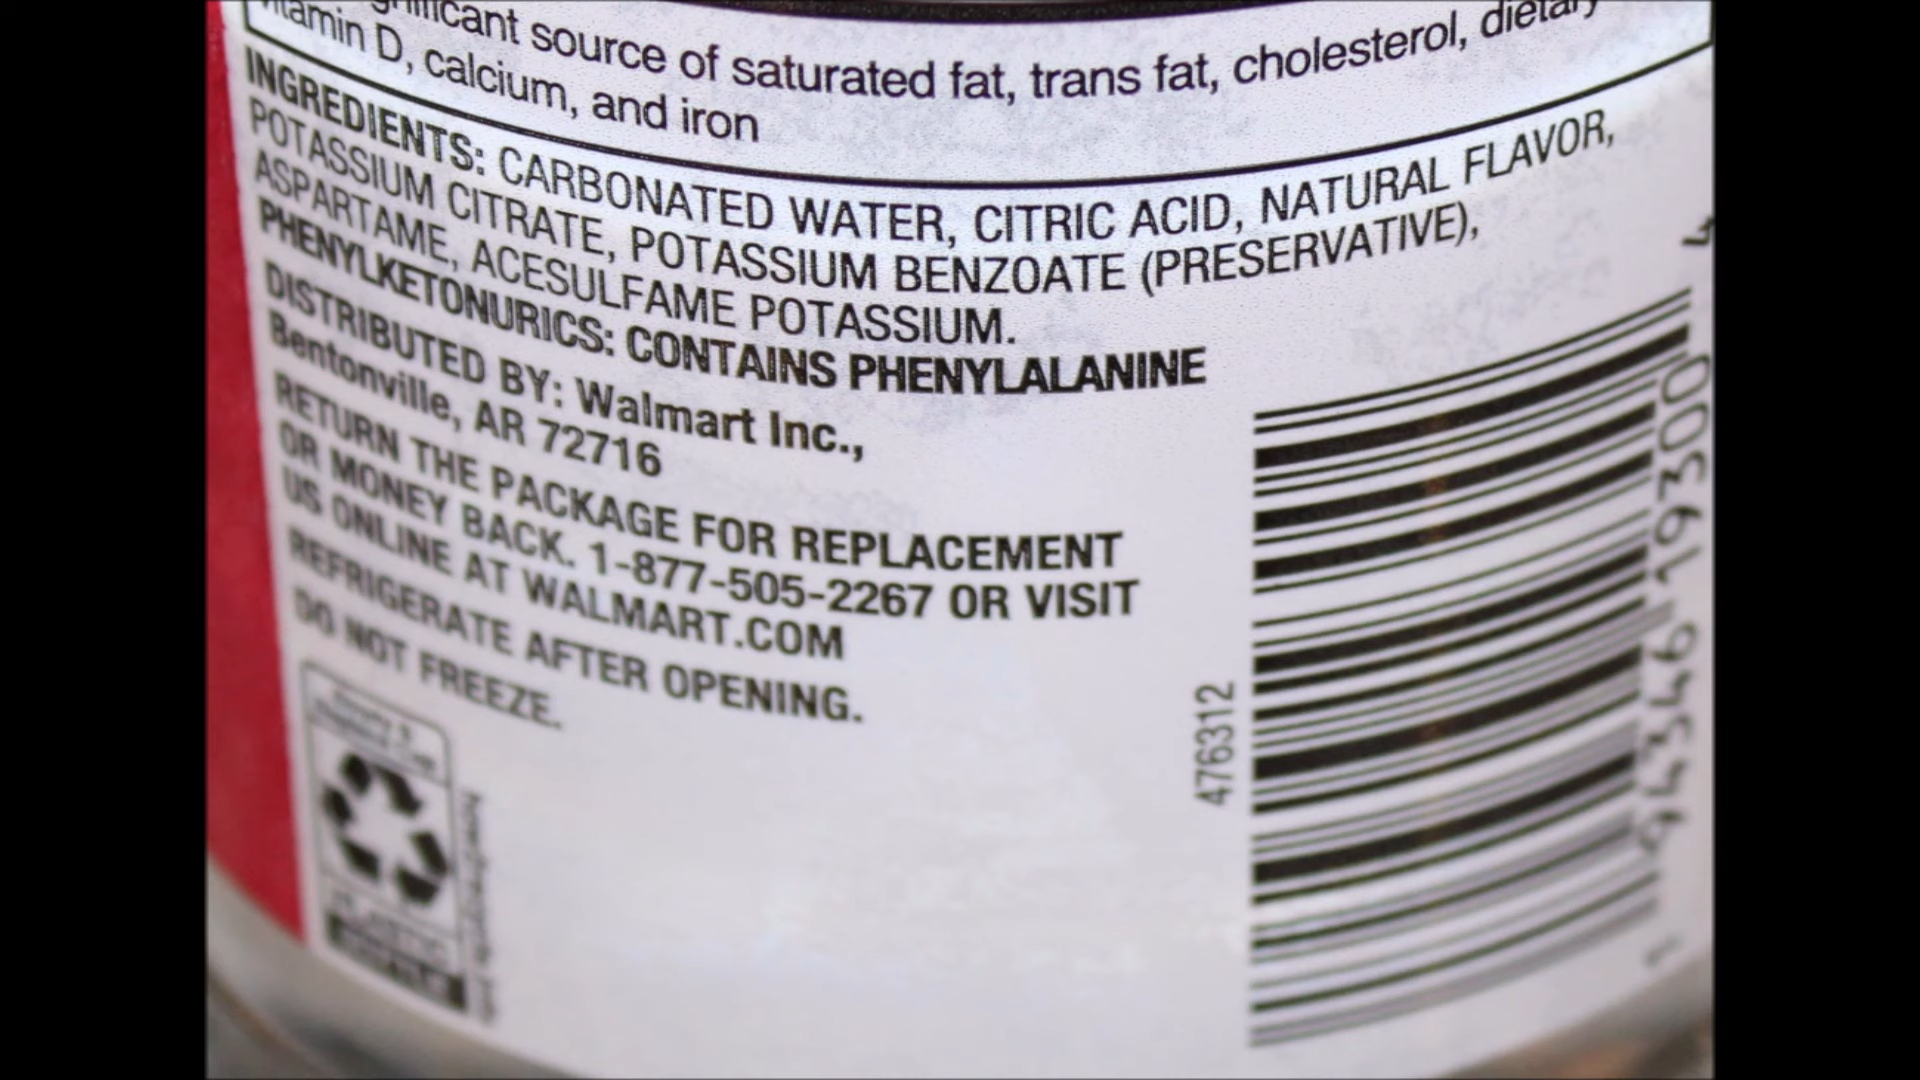 source of saturated fat, trans fat, cholesterol,
D, calcium, and iron
INGREDIENTS: CARBONATED WATER, CITRIC ACID, NATURAL FLAVOR,
POTASSIUM CITRATE, POTASSIUM BENZOATE (PRESERVATIVE),
ASPARTAME, ACESULFAME POTASSIUM.
PHENYLKETONURICS: CONTAINS PHENYLALANINE
DISTRIBUTED BY: Walmart Inc.,
Bentonville, AR 72716
RETURN THE PACKAGE FOR REPLACEMENT
OR MONEY BACK. 1-877-505-2267 OR VISIT
US ONLINE AT WALMART.COM
REFRIGERATE AFTER OPENING.
DO NOT FREEZE.
476312
1 94346 19300 4